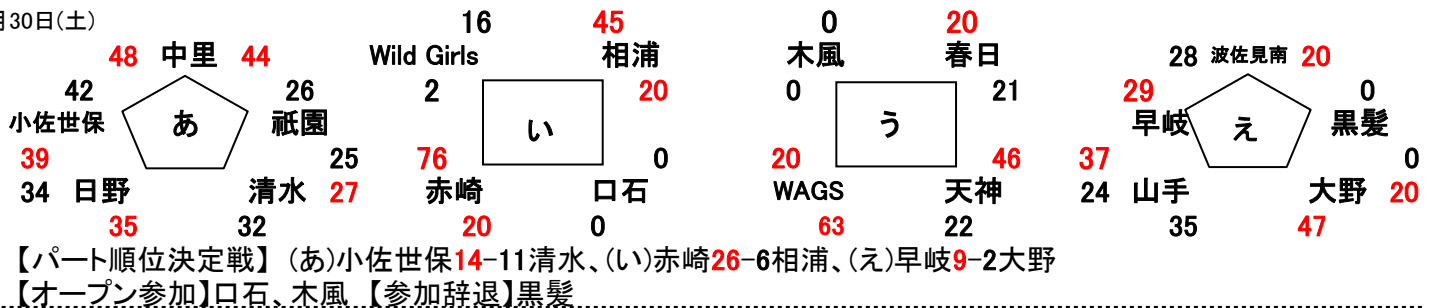 月30日(土)
16 45 0 20
48 中里 44 Wild Girls 相浦 木風 春日 28 波佐見南 20
42 26 2 20 0 21 29 0
小佐世保 あ 祇園 い う 早岐 え 黒髪
39 25 76 0 20 46 37 0
34 日野 清水 27 赤崎 口石 WAGS 天神 24 山手 大野 20
35 32 20 0 63 22 35 47
【パート順位決定戦】 (あ)小佐世保14-11清水、(い)赤崎26-6相浦、(え)早岐9-2大野
【オープン参加】口石、木風 【参加辞退】黒髪